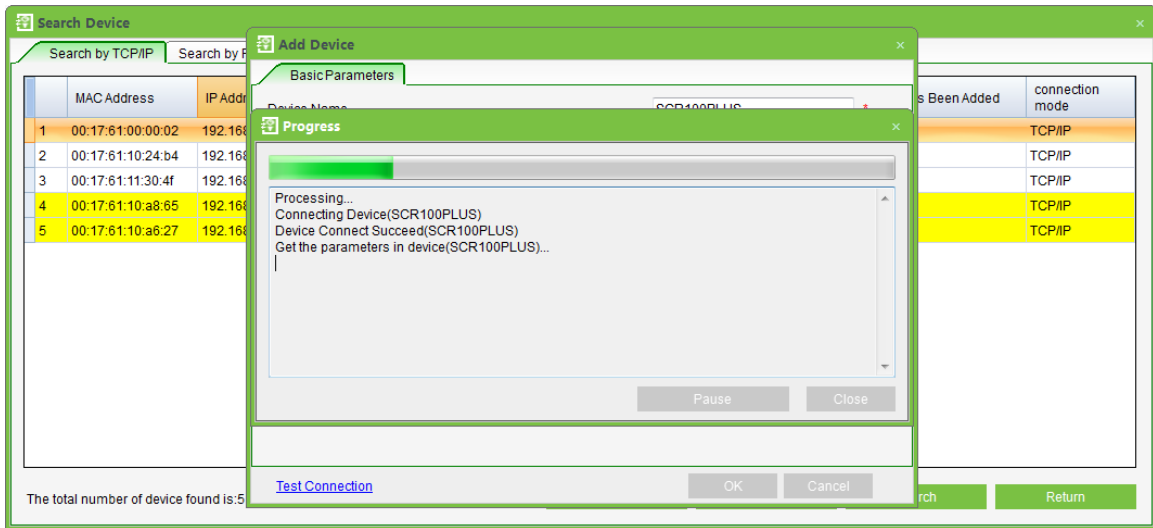 Search Device
Add Device
Search by TCP/IP
Search by
Basic Parameters
MAC Address
Device Name
SCR100PLUS *
Been Added
connection
mode
Progress
1 00:17:61:00:00:02 192.168 TCP/IP
2 00:17:61:10:24:b4 192.168 TCP/IP
3 00:17:61:11:30:4f 192.168 TCP/IP
4 00:17:61:10:a8:65 192.168 TCP/IP
5 00:17:61:10:a6:27 192.168 TCP/IP
Processing...
Connecting Device(SCR100PLUS)
Device Connect Succeed(SCR100PLUS)
Get the parameters in device(SCR100PLUS)...
Pause
Close
Test Connection
OK
Cancel
The total number of device found is:5
Return